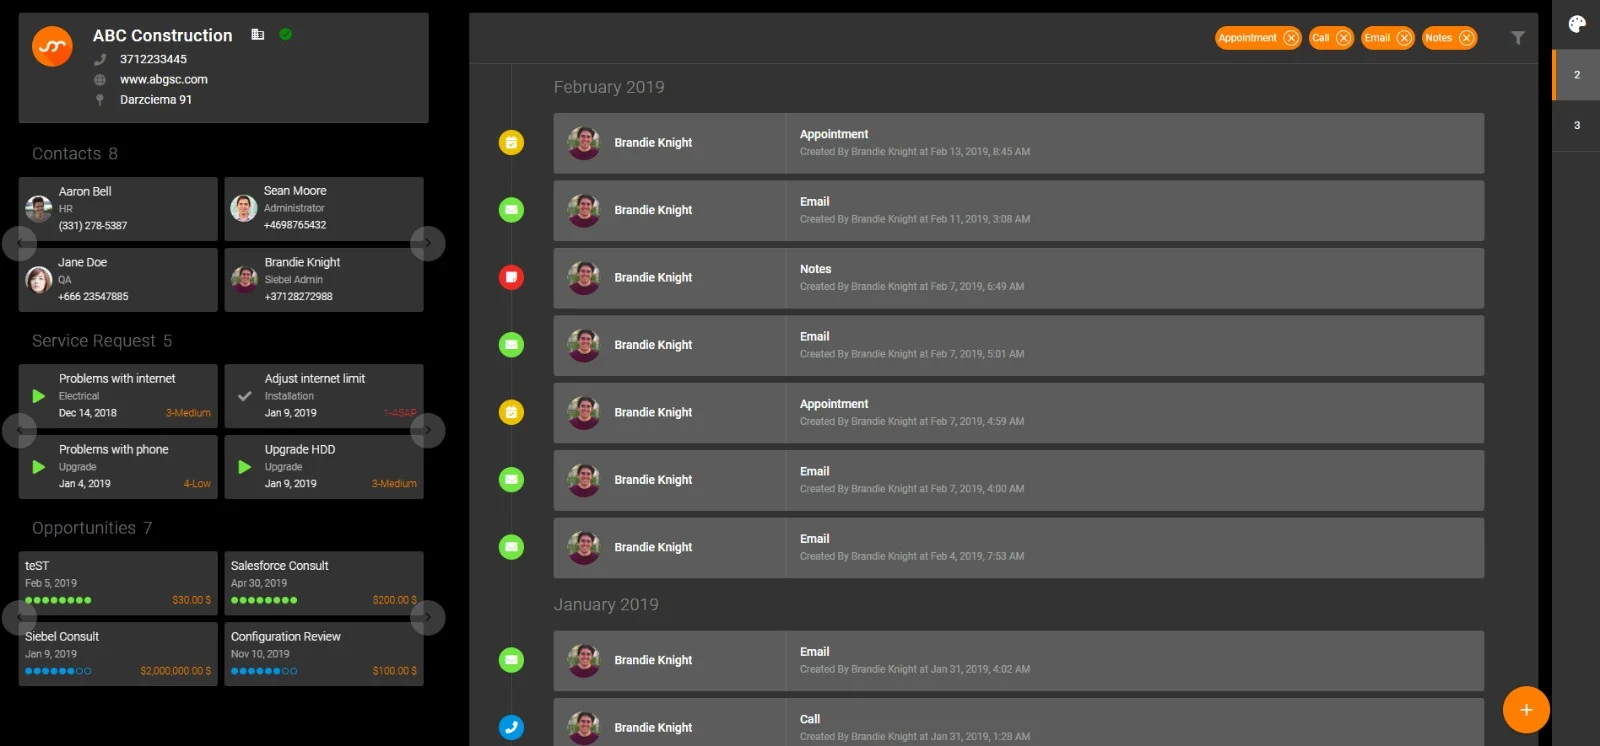 ABC Construction
3712233445
www.abgsc.com
Darzciema 91
Contacts 8
Aaron Bell
HR
(331) 278-5387
Sean Moore
Administrator
+4698765432
Jane Doe
QA
+666 23547885
Brandie Knight
Siebel Admin
+37128272988
Service Request 5
Problems with internet
Electrical
Dec 14, 2018 3-Medium
Adjust internet limit
Installation
Jan 9, 2019 1-ASAP
Problems with phone
Upgrade
Jan 4, 2019 4-Low
Upgrade HDD
Upgrade
Jan 9, 2019 3-Medium
Opportunities 7
teST
Feb 5, 2019
$30.00 $
Salesforce Consult
Apr 30, 2019
$200.00 $
Siebel Consult
Jan 9, 2019
$2,000,000.00 $
Configuration Review
Nov 10, 2019
$100.00 $
Appointment Call Email Notes
February 2019
Brandie Knight
Appointment
Created By Brandie Knight at Feb 13, 2019, 8:45 AM
Brandie Knight
Email
Created By Brandie Knight at Feb 11, 2019, 3:08 AM
Brandie Knight
Notes
Created By Brandie Knight at Feb 7, 2019, 6:49 AM
Brandie Knight
Email
Created By Brandie Knight at Feb 7, 2019, 5:01 AM
Brandie Knight
Appointment
Created By Brandie Knight at Feb 7, 2019, 4:59 AM
Brandie Knight
Email
Created By Brandie Knight at Feb 7, 2019, 4:00 AM
Brandie Knight
Email
Created By Brandie Knight at Feb 4, 2019, 7:53 AM
January 2019
Brandie Knight
Email
Created By Brandie Knight at Jan 31, 2019, 4:02 AM
Brandie Knight
Call
Created By Brandie Knight at Jan 31, 2019, 1:28 AM
2
3